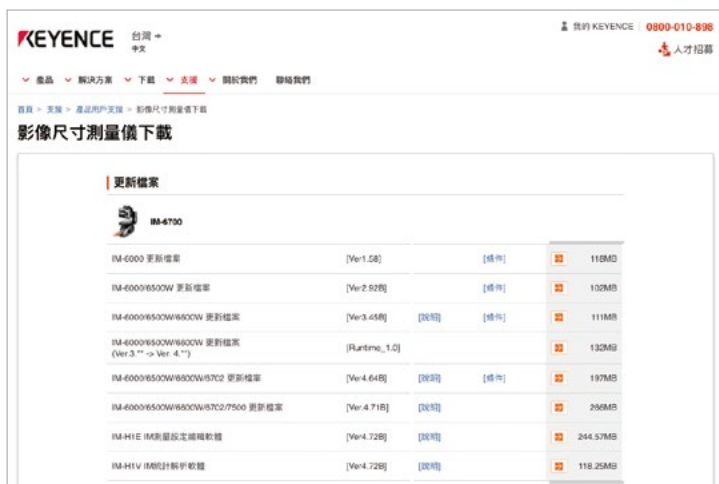 KEYENCE 台灣
中文
我的 KEYENCE | 0800-010-898
人才招募
產品 解決方案 下載 支援 關於我們 聯絡我們
首頁 > 支援 > 產品用戶支援 > 影像尺寸測量儀下載
影像尺寸測量儀下載
更新檔案
IM-6700
IM-6000 更新檔案 [Ver1.58] [條件] 118MB
IM-6000/6500W 更新檔案 [Ver2.92B] [條件] 102MB
IM-6000/6500W/6600W 更新檔案 [Ver3.45B] [說明] [條件] 111MB
IM-6000/6500W/6600W 更新檔案 [Runtime_1.0] 132MB
(Ver.3.** -> Ver. 4.**)
IM-6000/6500W/6600W/6702 更新檔案 [Ver4.64B] [說明] [條件] 197MB
IM-6000/6500W/6600W/6702/7500 更新檔案 [Ver.4.71B] [說明] 266MB
IM-H1E IM測量設定編輯軟體 [Ver4.72B] [說明] 244.57MB
IM-H1V IM統計解析軟體 [Ver4.72B] [說明] 118.25MB